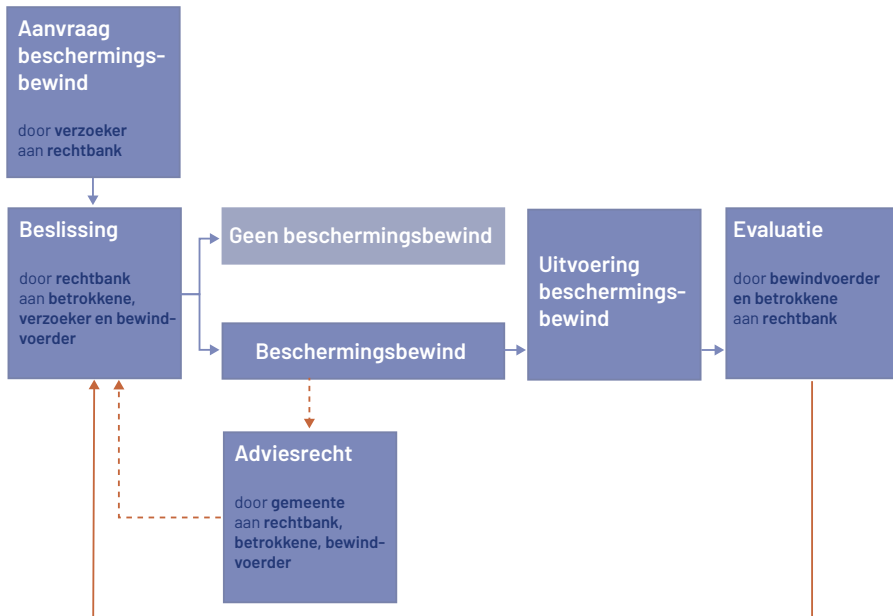 Aanvraag
beschermings-
bewind
door verzoeker
aan rechtbank
Beslissing
door rechtbank
aan betrokkene,
verzoeker en bewind-
voerder
Geen beschermingsbewind
Beschermingsbewind
Uitvoering
beschermings-
bewind
Evaluatie
door bewindvoerder
en betrokkene
aan rechtbank
Adviesrecht
door gemeente
aan rechtbank,
betrokkene, bewind-
voerder